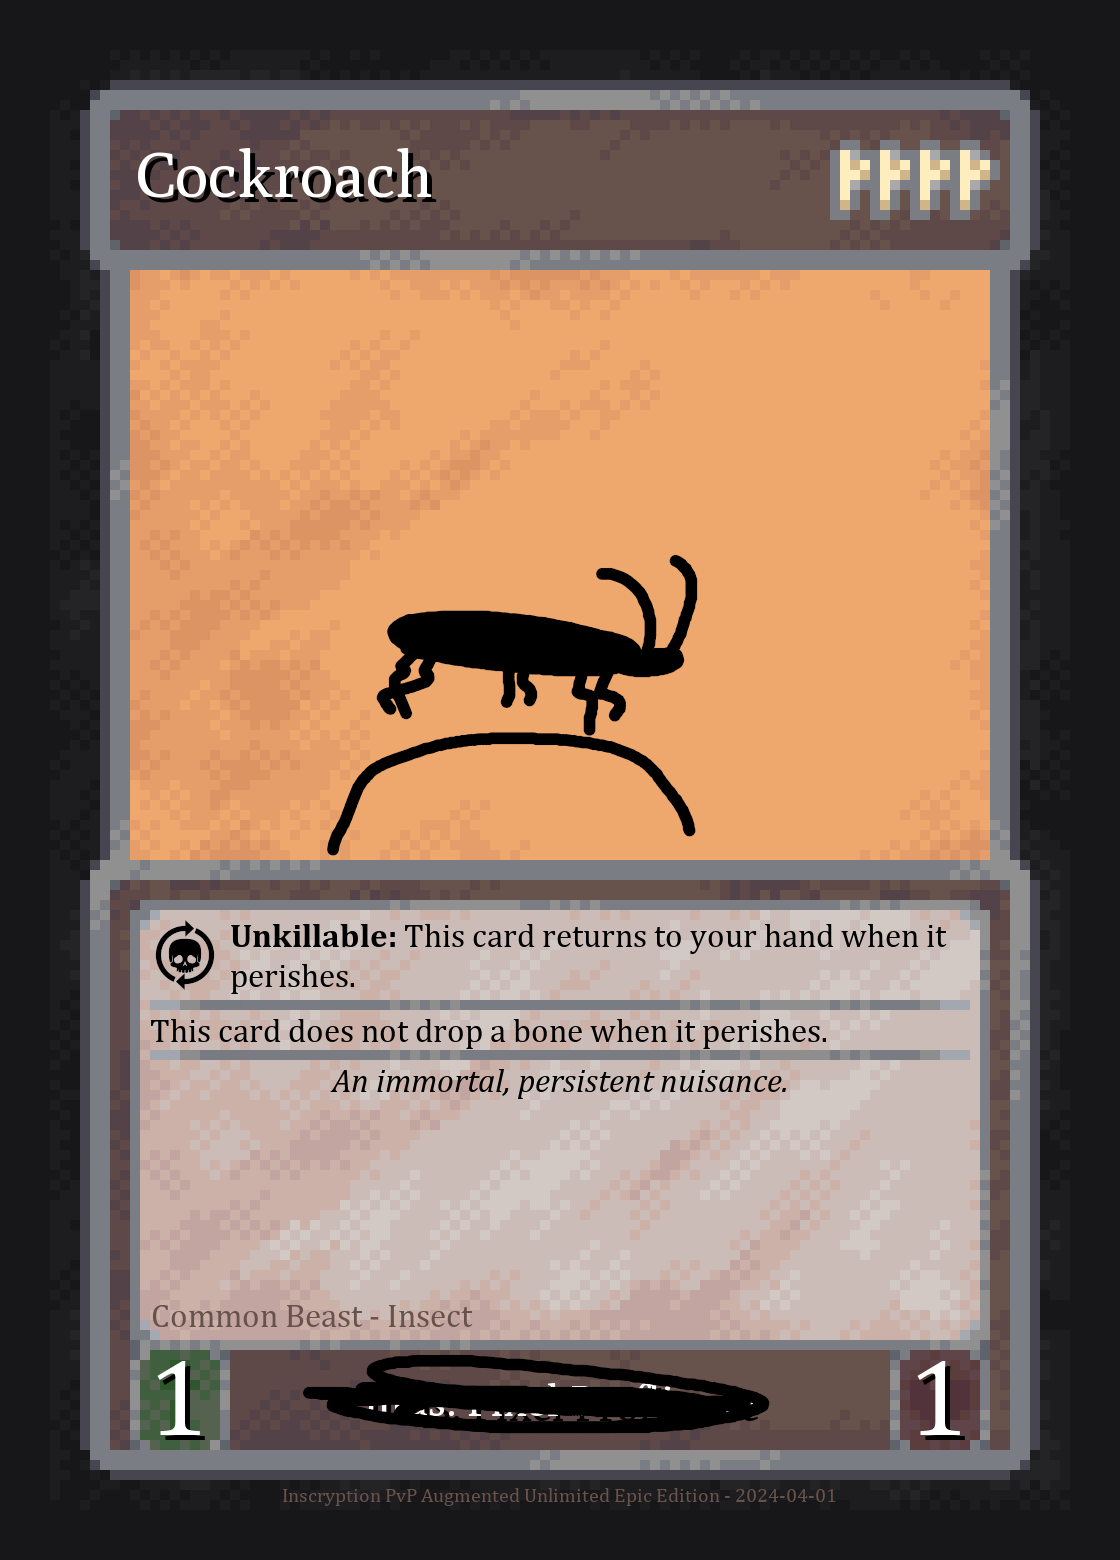 Cockroach
Unkillable: This card returns to your hand when it
perishes.
This card does not drop a bone when it perishes.
An immortal, persistent nuisance.
Common Beast - Insect
1
1
Inscryption PvP Augmented Unlimited Epic Edition - 2024-04-01